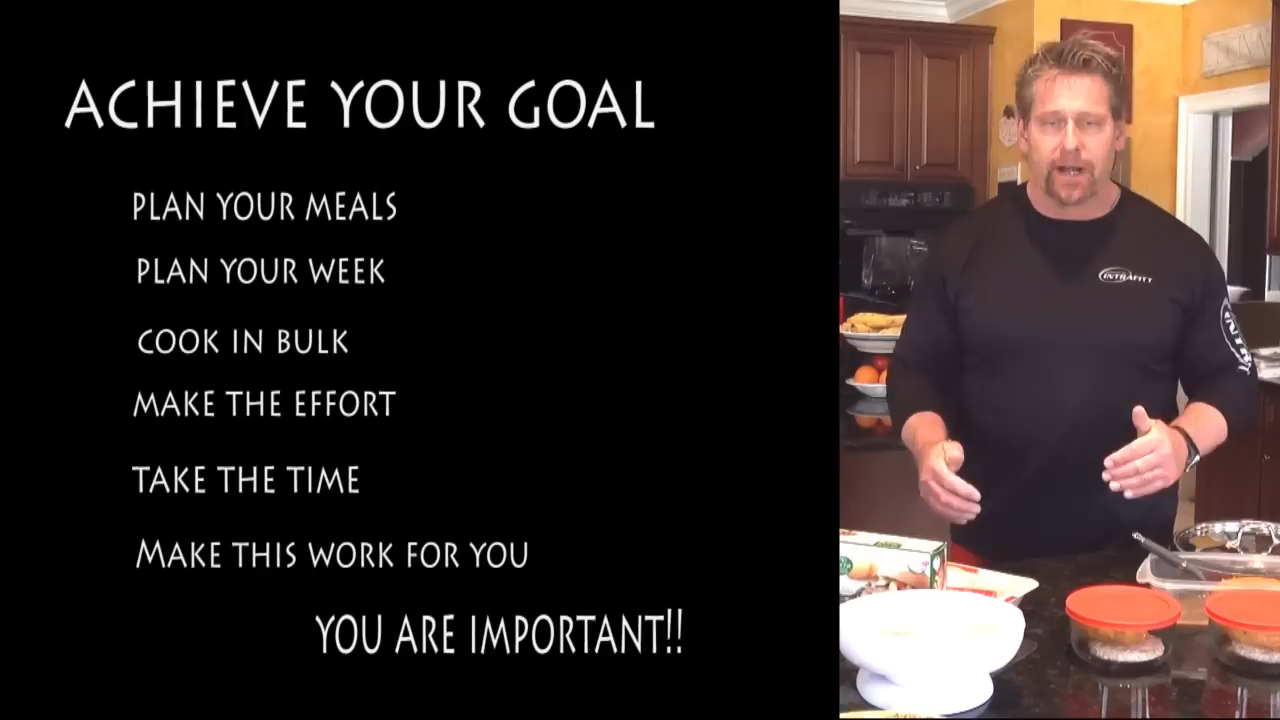 ACHIEVE YOUR GOAL
PLAN YOUR MEALS
PLAN YOUR WEEK
COOK IN BULK
MAKE THE EFFORT
TAKE THE TIME
MAKE THIS WORK FOR YOU
YOU ARE IMPORTANT!!
INTRAFITT